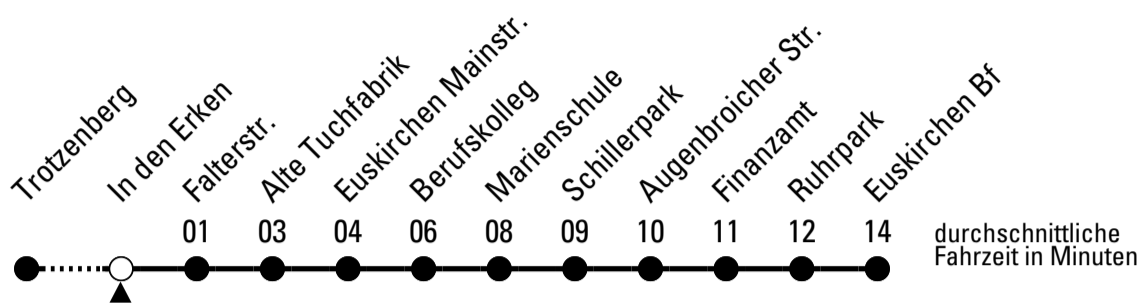 Trotzenberg
In den Erken
Falterstr.
Alte Tuchfabrik
Euskirchen Mainstr.
Berufskolleg
Marienschule
Schillerpark
Augenbroicher Str.
Finanzamt
Ruhrpark
Euskirchen Bf
01 03 04 06 08 09 10 11 12 14
durchschnittliche
Fahrzeit in Minuten